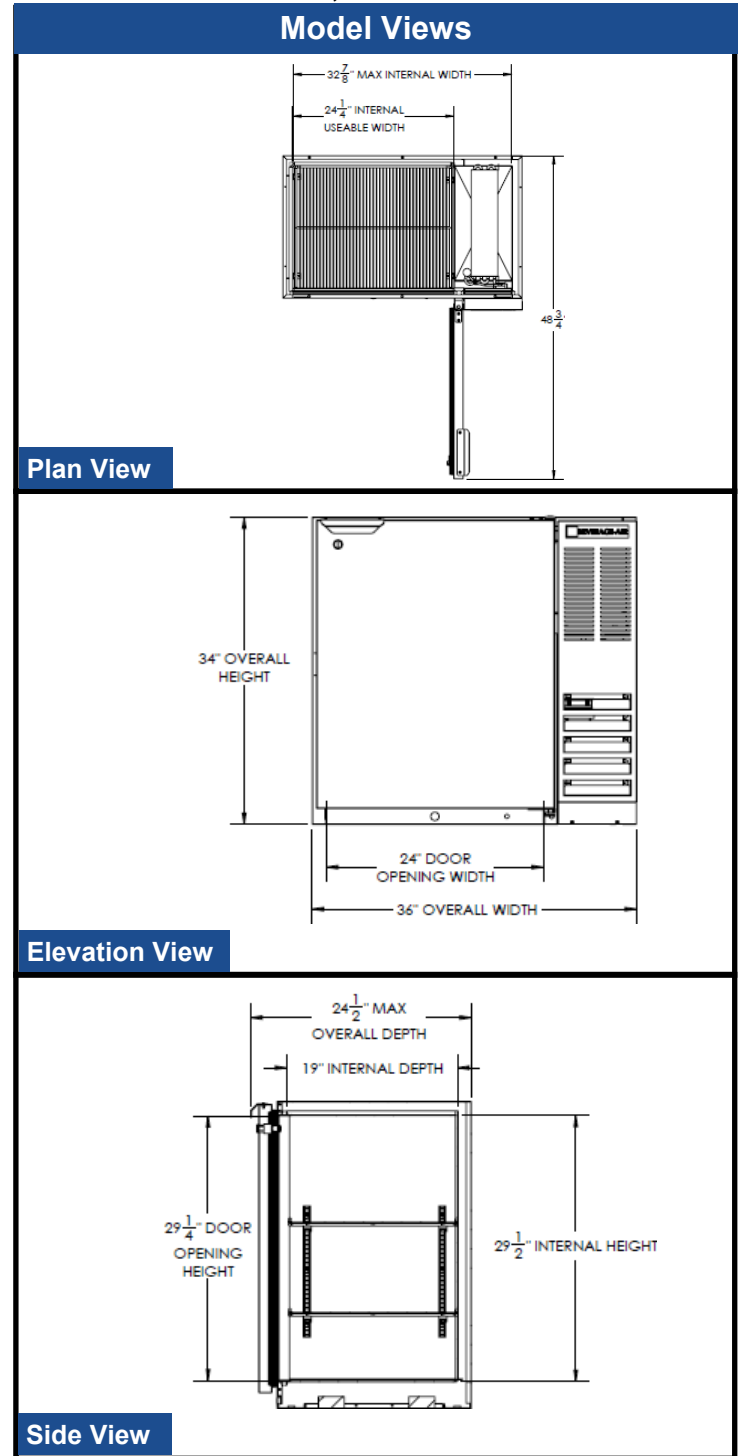 Model Views
32 7/8" MAX INTERNAL WIDTH
24 1/4" INTERNAL
USEABLE WIDTH
48 3/4
Plan View
BEVERAGE-AIR
34" OVERALL
HEIGHT
24" DOOR
OPENING WIDTH
36" OVERALL WIDTH
Elevation View
24 1/2" MAX
OVERALL DEPTH
19" INTERNAL DEPTH
29 1/4" DOOR
OPENING
HEIGHT
29 1/2" INTERNAL HEIGHT
Side View